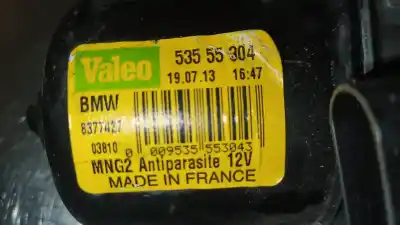 Valeo 535 55 304
19.07.13 16:47
BMW
8377427
03810
0 009535 553043
MNG2 Antiparasite 12V
MADE IN FRANCE